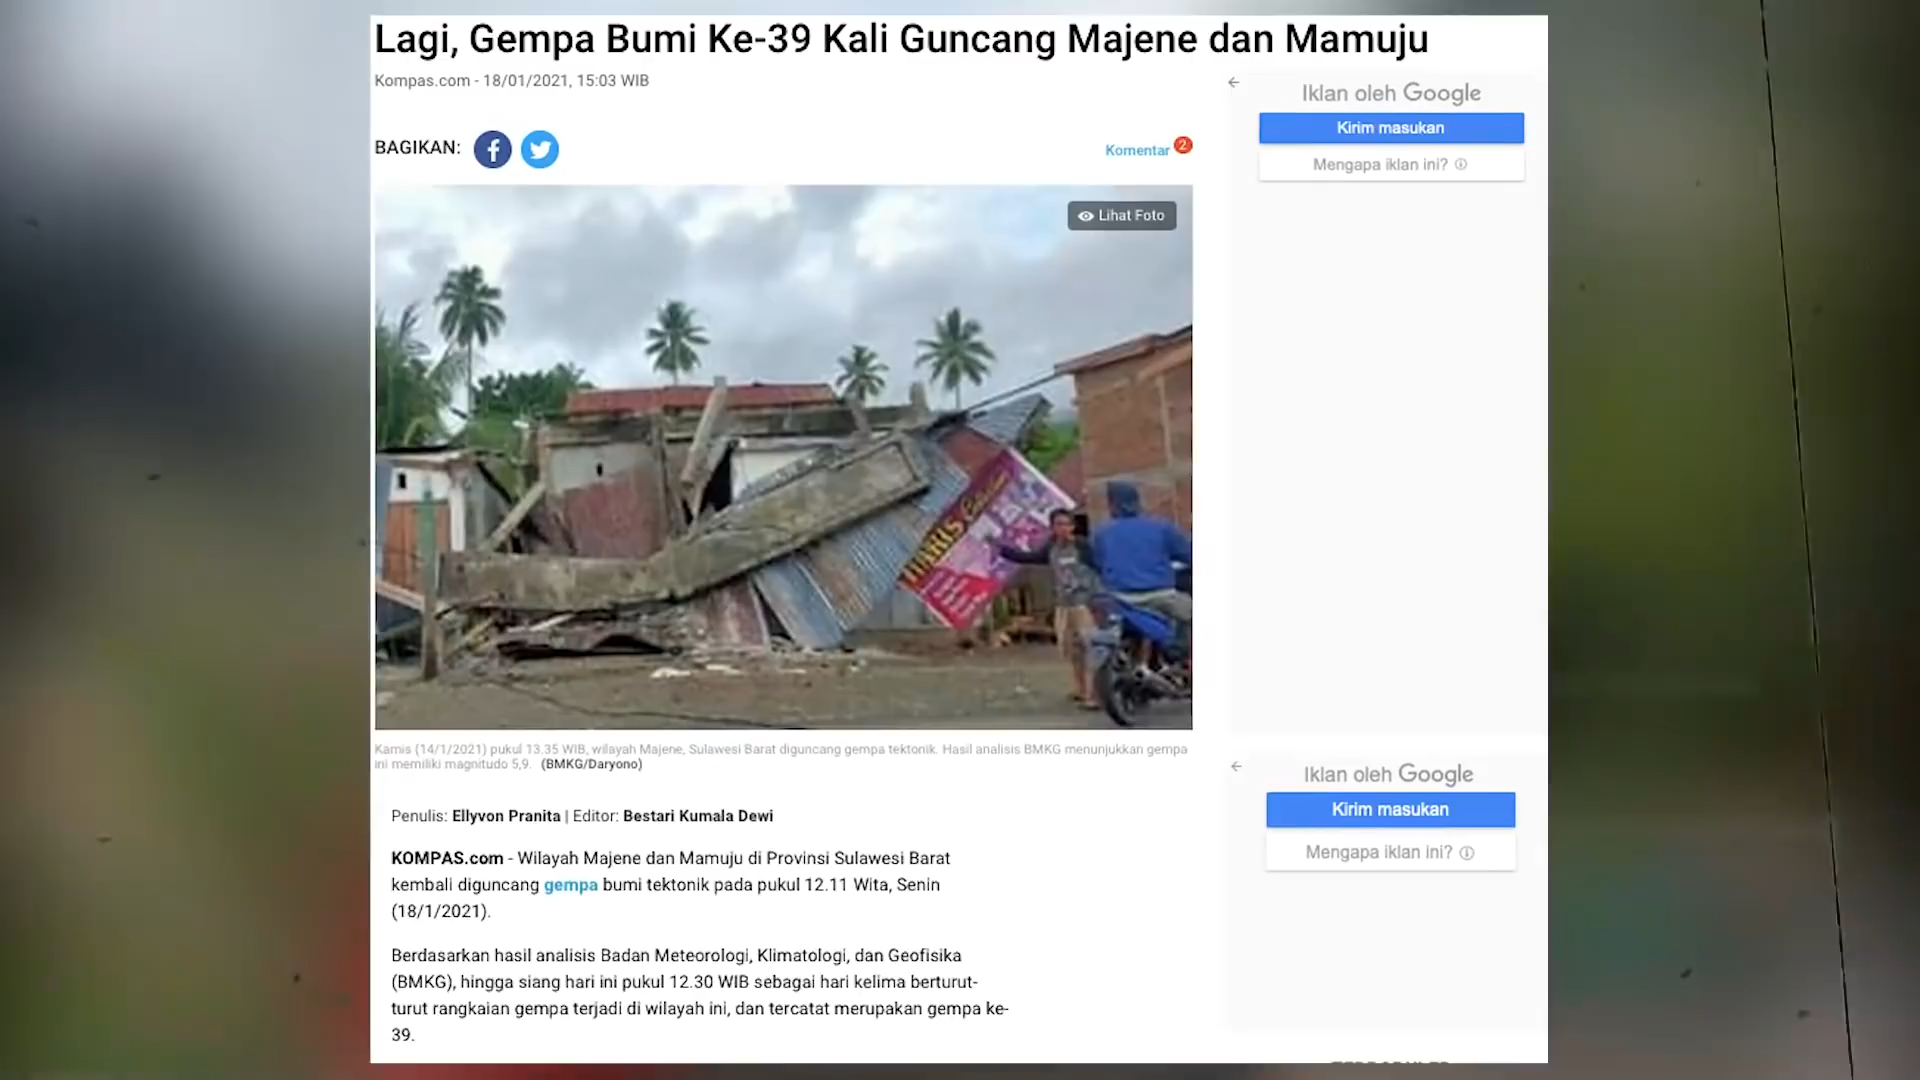 Lagi, Gempa Bumi Ke-39 Kali Guncang Majene dan Mamuju
Kompas.com - 18/01/2021, 15:03 WIB
BAGIKAN:
Komentar 2
Lihat Foto
HARIS
Kamis (14/1/2021) pukul 13.35 WIB, wilayah Majene, Sulawesi Barat diguncang gempa tektonik. Hasil analisis BMKG menunjukkan gempa
ini memiliki magnitudo 5,9. (BMKG/Daryono)
Penulis: Ellyvon Pranita | Editor: Bestari Kumala Dewi
KOMPAS.com - Wilayah Majene dan Mamuju di Provinsi Sulawesi Barat
kembali diguncang gempa bumi tektonik pada pukul 12.11 Wita, Senin
(18/1/2021).
Berdasarkan hasil analisis Badan Meteorologi, Klimatologi, dan Geofisika
(BMKG), hingga siang hari ini pukul 12.30 WIB sebagai hari kelima berturut-
turut rangkaian gempa terjadi di wilayah ini, dan tercatat merupakan gempa ke-
39.
Iklan oleh Google
Kirim masukan
Mengapa iklan ini?
Iklan oleh Google
Kirim masukan
Mengapa iklan ini?